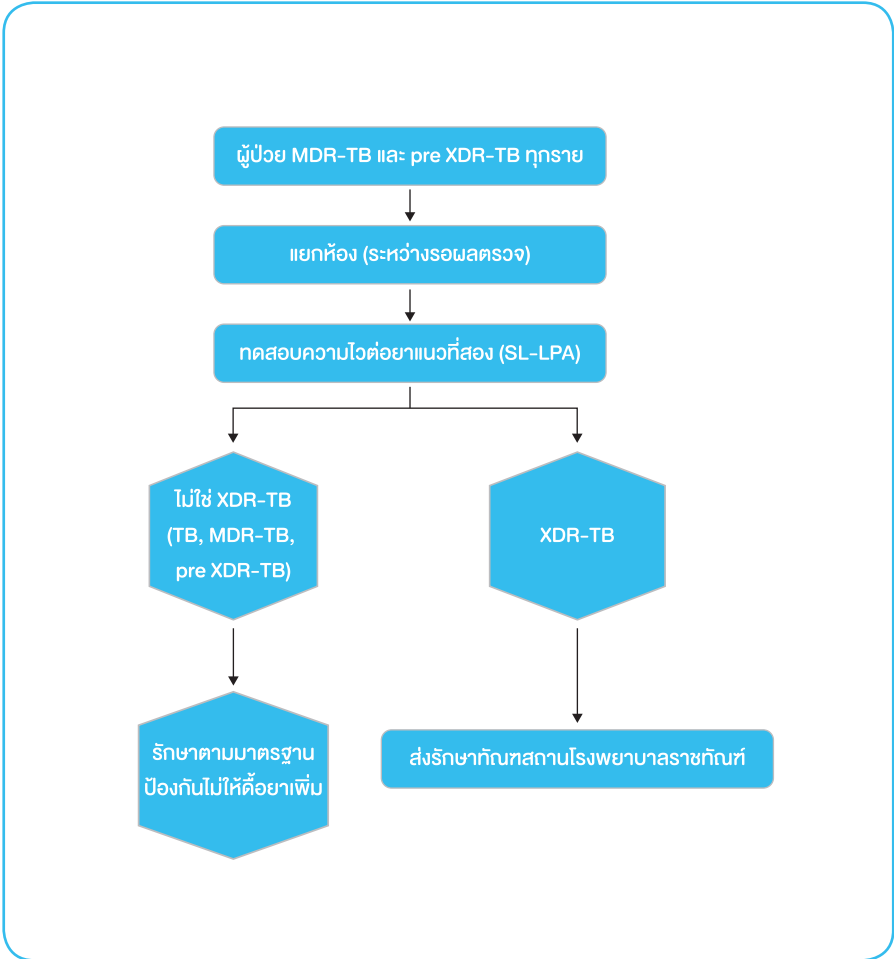 ผู้ป่วย MDR-TB และ pre XDR-TB ทุกราย
แยกห้อง (ระหว่างรอผลตรวจ)
ทดสอบความไวต่อยาแนวที่สอง (SL-LPA)
ไม่ใช่ XDR-TB
(TB, MDR-TB,
pre XDR-TB)
XDR-TB
รักษาตามมาตรฐาน
ป้องกันไม่ให้ดื้อยาเพิ่ม
ส่งรักษาทัณฑสถานโรงพยาบาลราชทัณฑ์